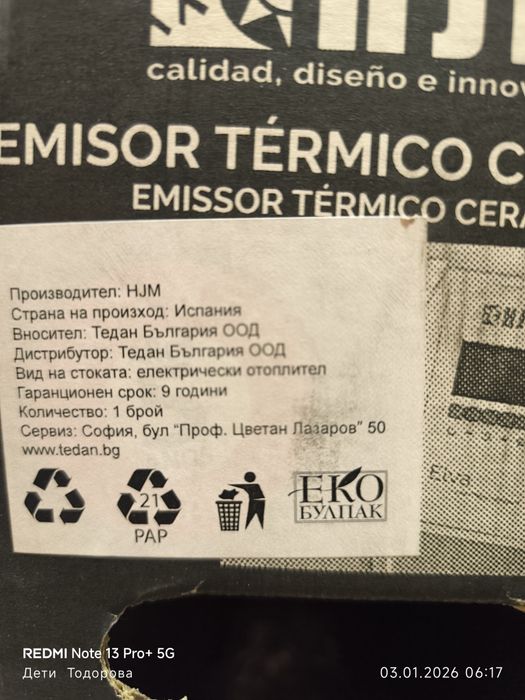 HJM
calidad, diseño e innov
EMISOR TÉRMICO C
EMISSOR TÉRMICO CERA
Производител: HJM
Страна на произход: Испания
Вносител: Тедан България ООД
Дистрибутор: Тедан България ООД
Вид на стоката: електрически отоплител
Гаранционен срок: 9 години
Количество: 1 брой
Сервиз: София, бул "Проф. Цветан Лазаров" 50
www.tedan.bg
21
PAP
ЕКО
БУЛПАК
REDMI Note 13 Pro+ 5G
Дети Тодорова
03.01.2026 06:17